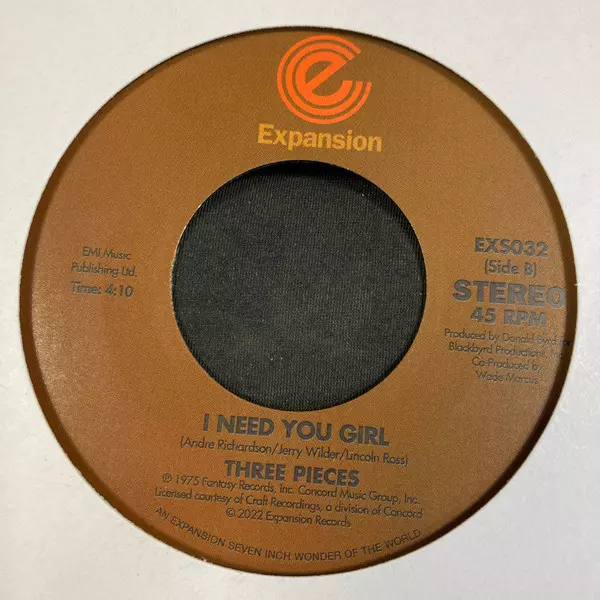 Expansion
EMI Music
Publishing Ltd.
Time: 4:10
EXS032
(Side B)
STEREO
45 RPM
Produced by Donald Byrd for
Blackbyrd Productions, Inc.
Co-Produced by
Wade Marcus
I NEED YOU GIRL
(Andre Richardson/Jerry Wilder/Lincoln Ross)
THREE PIECES
℗ 1975 Fantasy Records, Inc. Concord Music Group, Inc.
Licensed courtesy of Craft Recordings, a division of Concord
© 2022 Expansion Records
AN EXPANSION SEVEN INCH WONDER OF THE WORLD